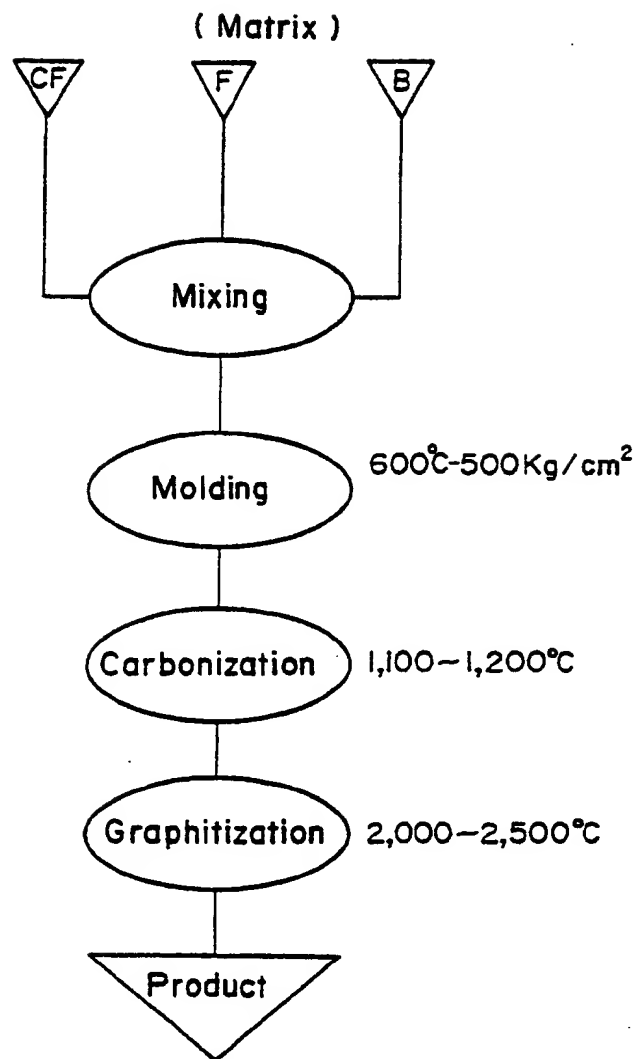 ( Matrix )
CF F B
Mixing
Molding 600°C-500Kg/cm²
Carbonization 1,100~1,200°C
Graphitization 2,000~2,500°C
Product